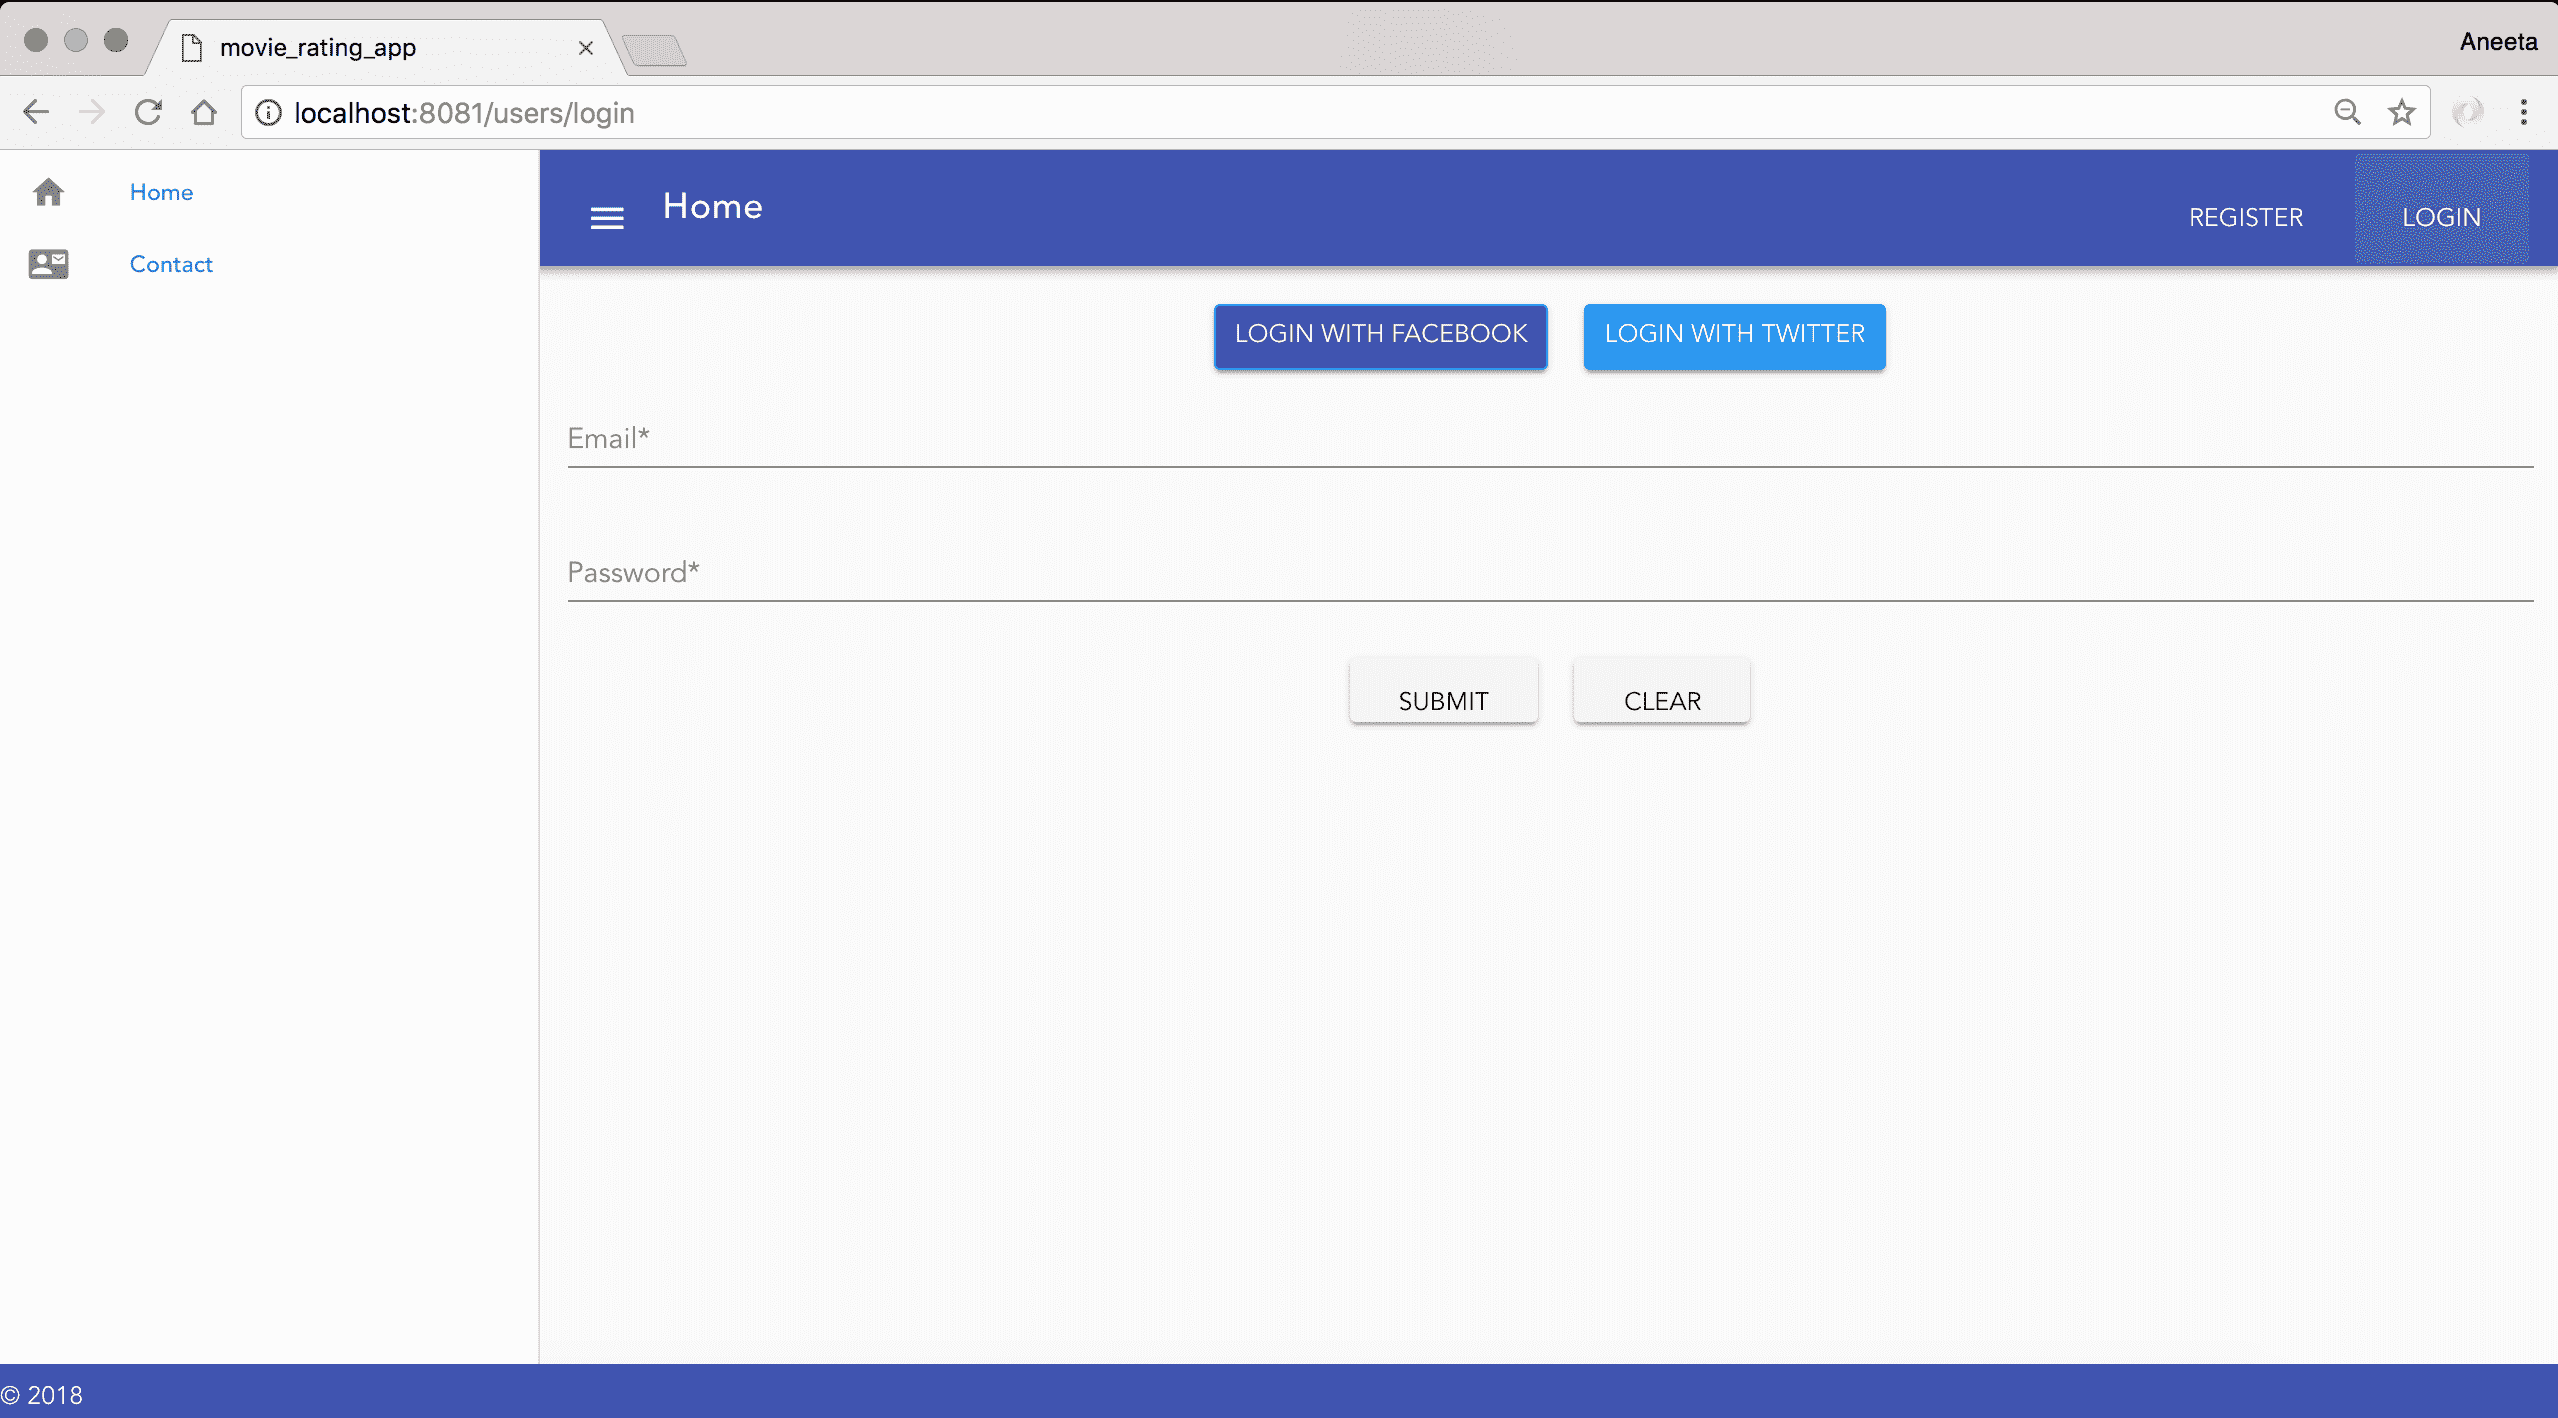 movie_rating_app
Aneeta
localhost:8081/users/login
Home
Contact
Home
REGISTER
LOGIN
LOGIN WITH FACEBOOK
LOGIN WITH TWITTER
Email*
Password*
SUBMIT
CLEAR
© 2018